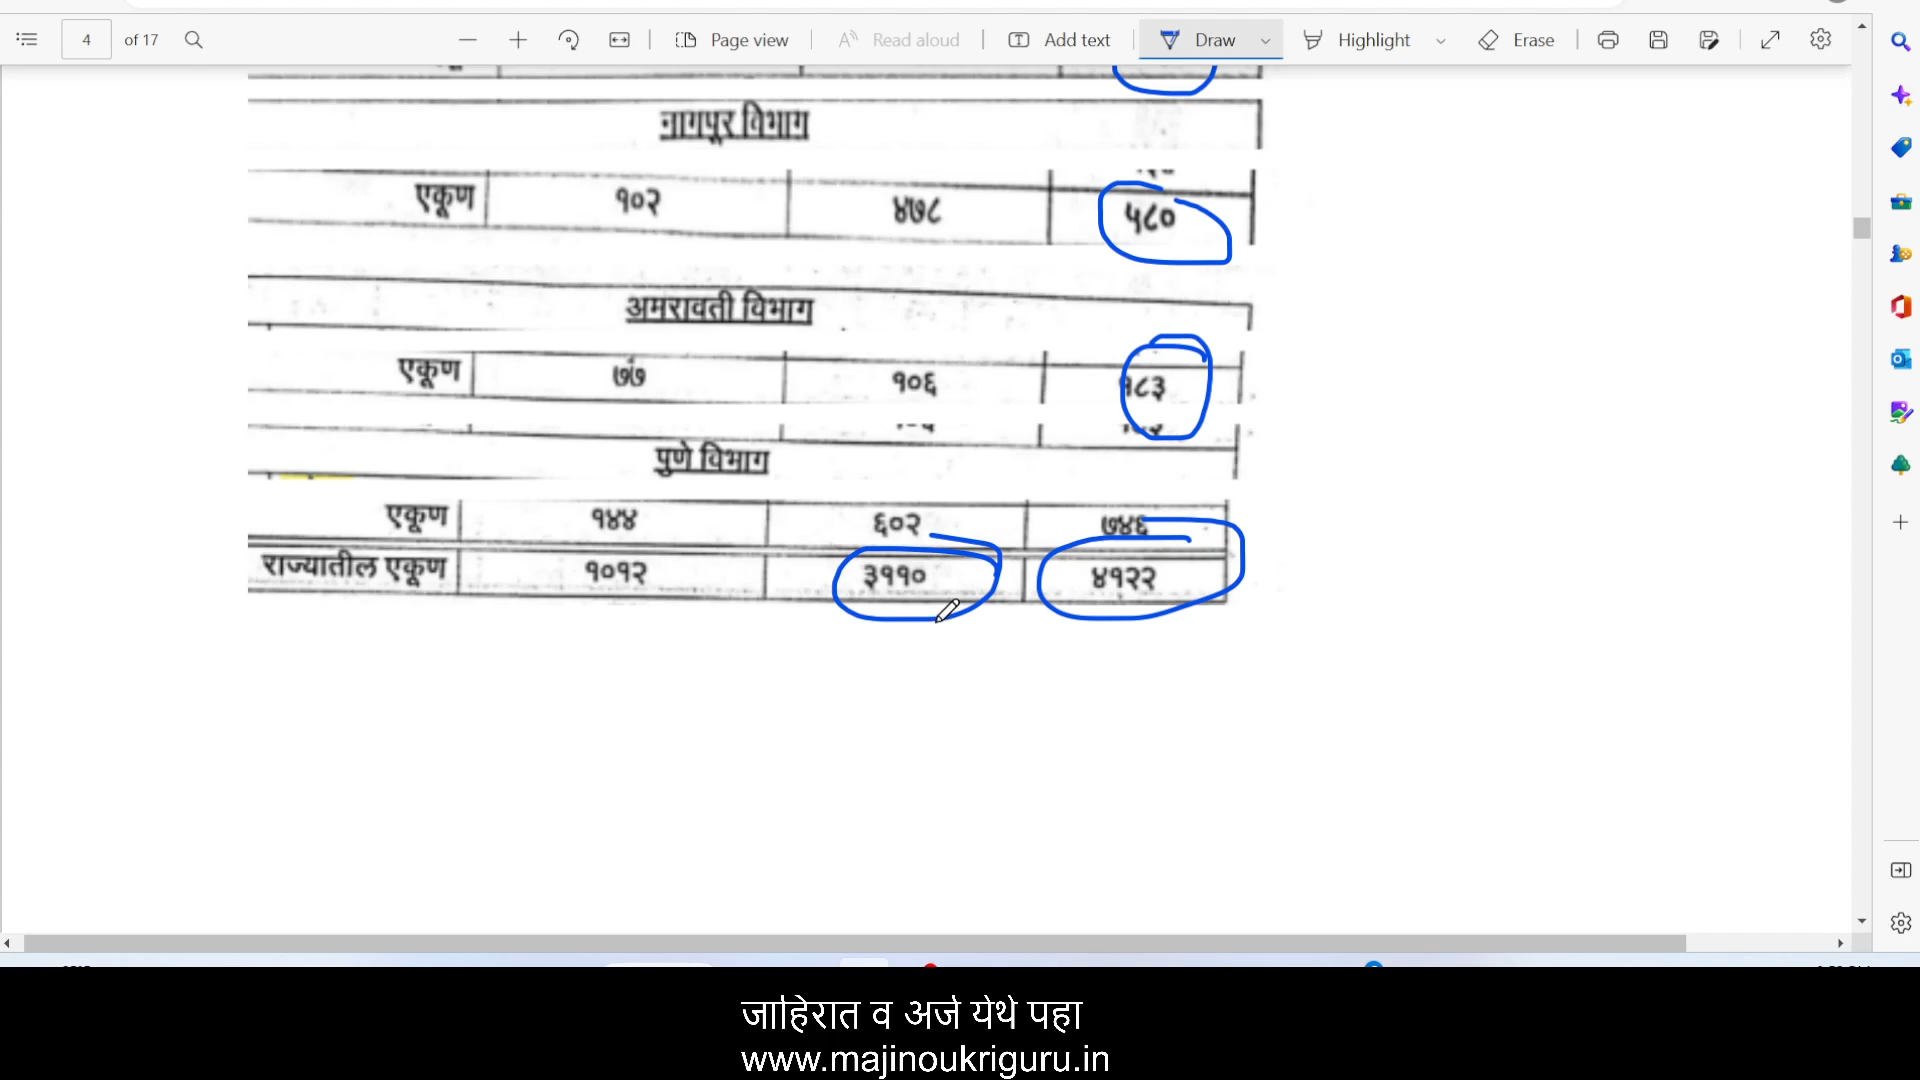 4 of 17 Page view Read aloud Add text Draw Highlight Erase
नागपूर विभाग
एकूण १०२ ४७८ ५८०
अमरावती विभाग
एकूण ७७ १०६ १८३
पुणे विभाग
एकूण १४४ ६०२ ७४६
राज्यातील एकूण १०१२ ३११० ४१२२
जाहिरात व अर्ज येथे पहा
www.majinoukriguru.in